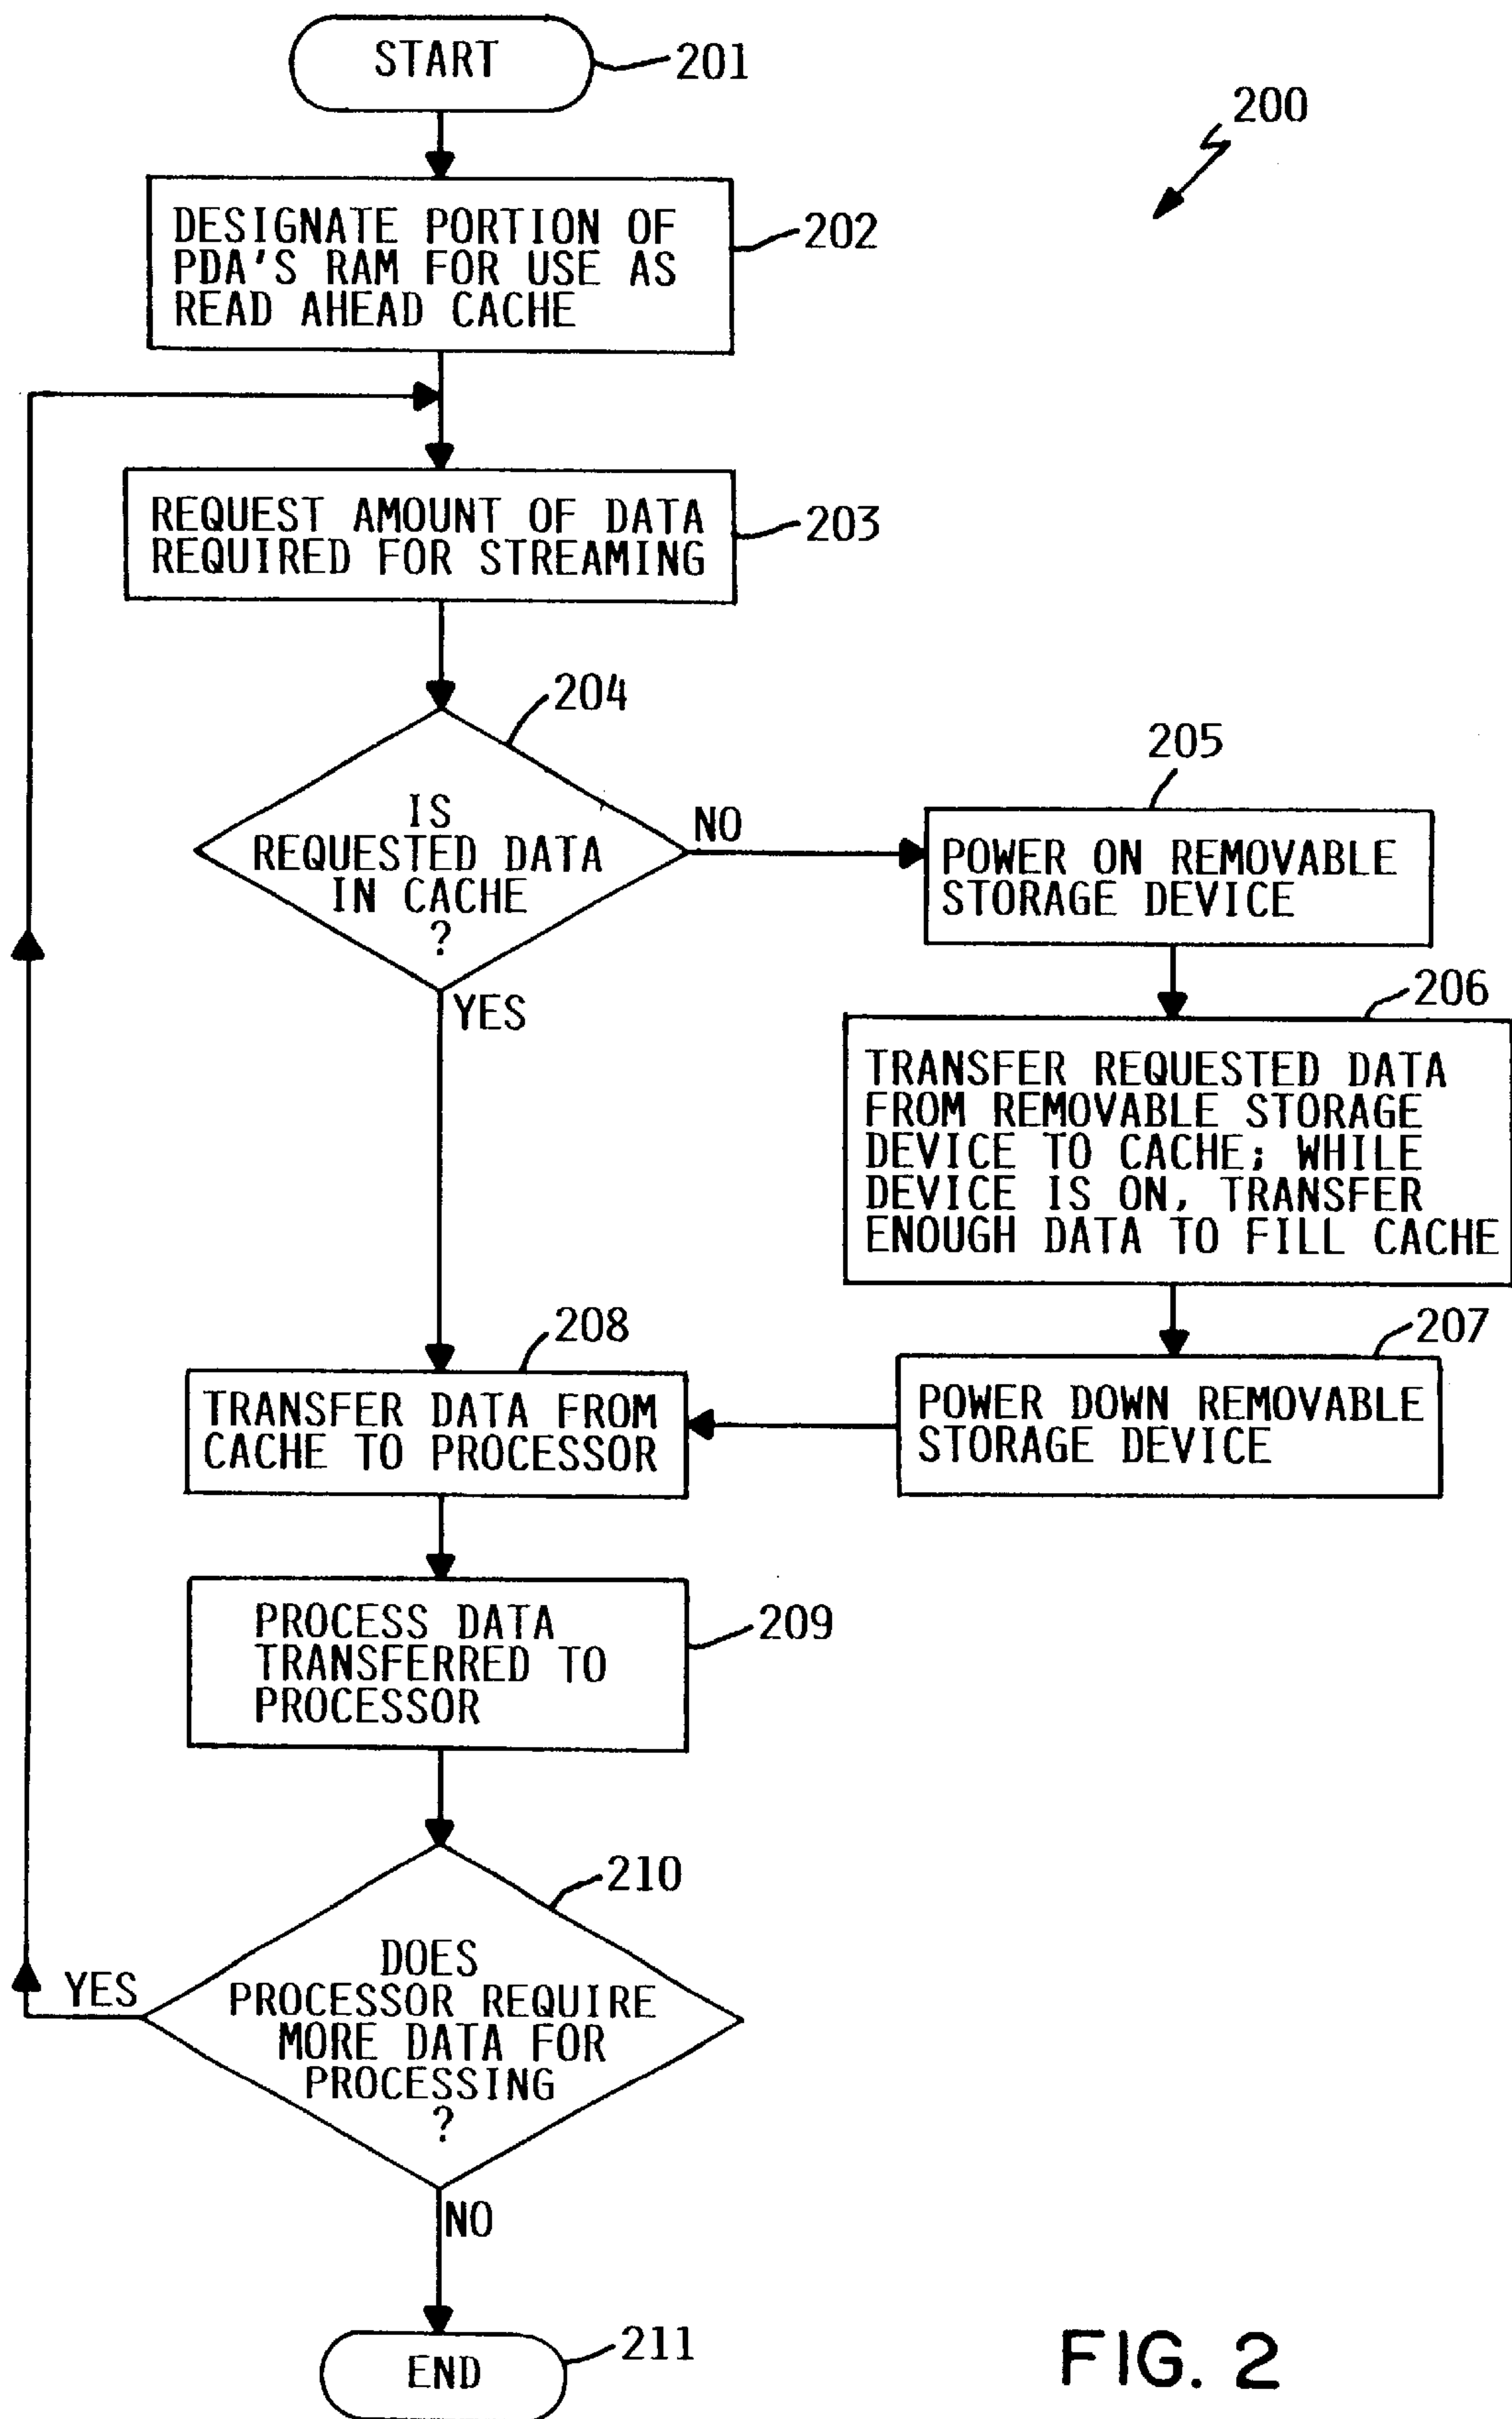 START
201
200
DESIGNATE PORTION OF
PDA'S RAM FOR USE AS
READ AHEAD CACHE
202
REQUEST AMOUNT OF DATA
REQUIRED FOR STREAMING
203
204
IS
REQUESTED DATA
IN CACHE
?
NO
YES
205
POWER ON REMOVABLE
STORAGE DEVICE
206
TRANSFER REQUESTED DATA
FROM REMOVABLE STORAGE
DEVICE TO CACHE; WHILE
DEVICE IS ON, TRANSFER
ENOUGH DATA TO FILL CACHE
207
POWER DOWN REMOVABLE
STORAGE DEVICE
208
TRANSFER DATA FROM
CACHE TO PROCESSOR
PROCESS DATA
TRANSFERRED TO
PROCESSOR
209
210
DOES
PROCESSOR REQUIRE
MORE DATA FOR
PROCESSING
?
YES
NO
END
211
FIG. 2